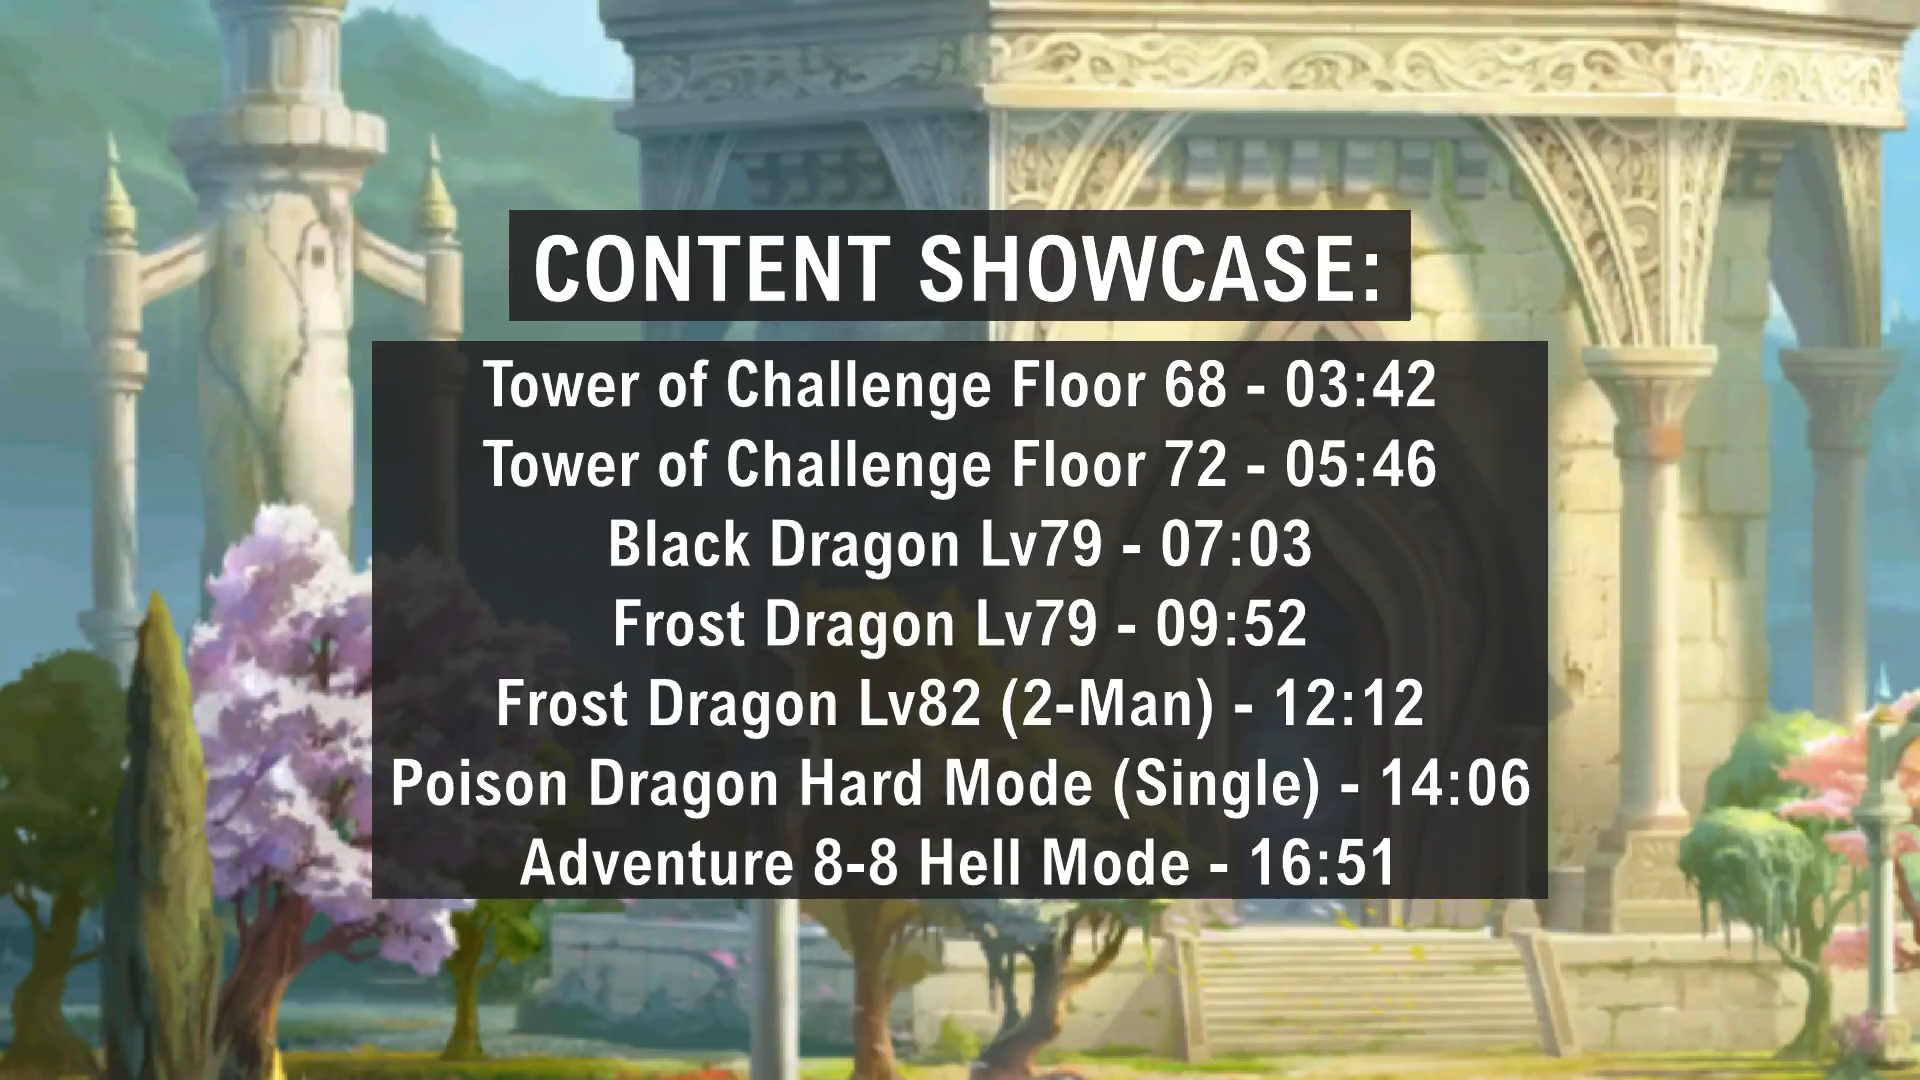 CONTENT SHOWCASE:
Tower of Challenge Floor 68 - 03:42
Tower of Challenge Floor 72 - 05:46
Black Dragon Lv79 - 07:03
Frost Dragon Lv79 - 09:52
Frost Dragon Lv82 (2-Man) - 12:12
Poison Dragon Hard Mode (Single) - 14:06
Adventure 8-8 Hell Mode - 16:51